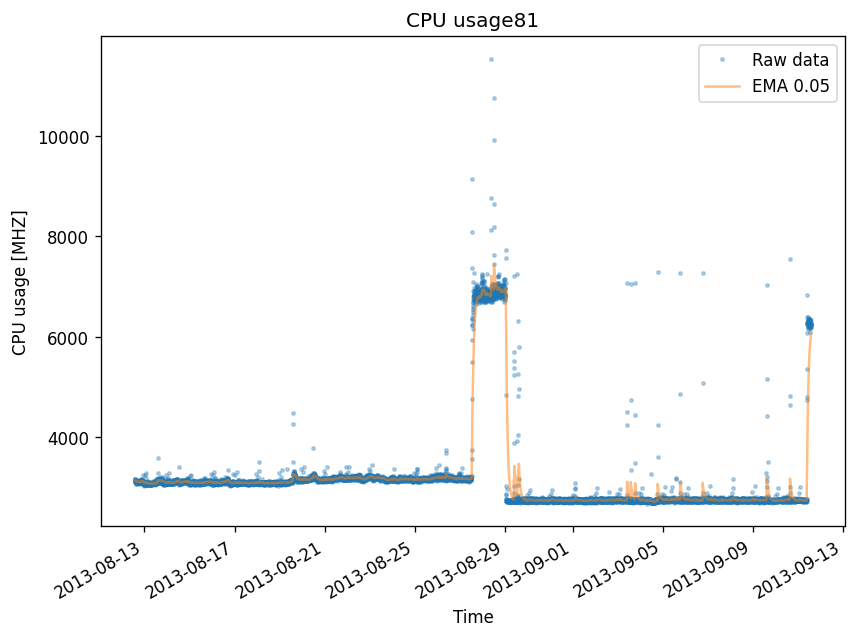 CPU usage81
Raw data
EMA 0.05
CPU usage [MHZ]
10000
8000
6000
4000
2013-08-13
2013-08-17
2013-08-21
2013-08-25
2013-08-29
2013-09-01
2013-09-05
2013-09-09
2013-09-13
Time